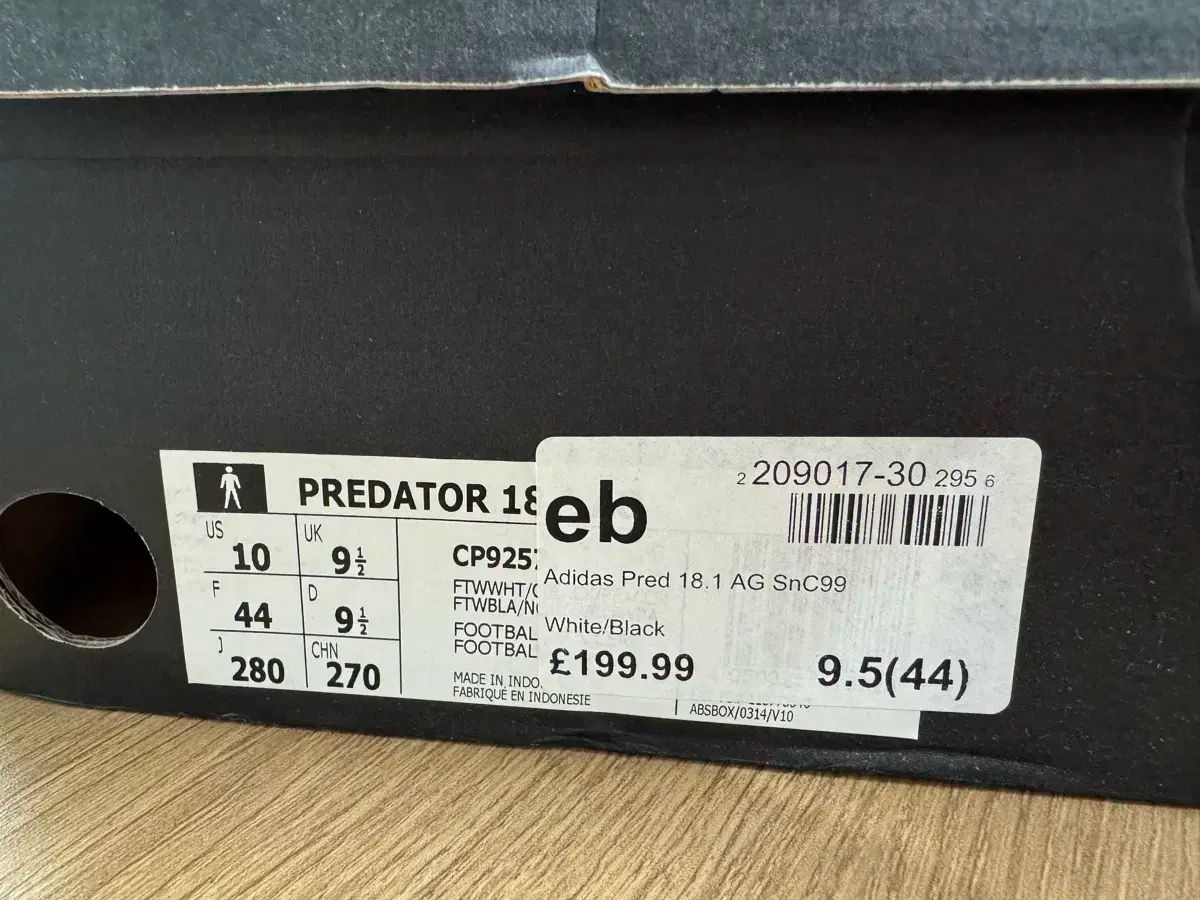 PREDATOR 18
US 10
UK 9 1/2
F 44
D 9 1/2
J 280
CHN 270
CP9257
FTWWHT/
FTWBLA/
FOOTBAL
FOOTBAL
MADE IN INDO
FABRIQUÉ EN INDONESIE
ABSBOX/0314/V10
eb
2 209017-30 295 6
Adidas Pred 18.1 AG SnC99
White/Black
£199.99
9.5(44)